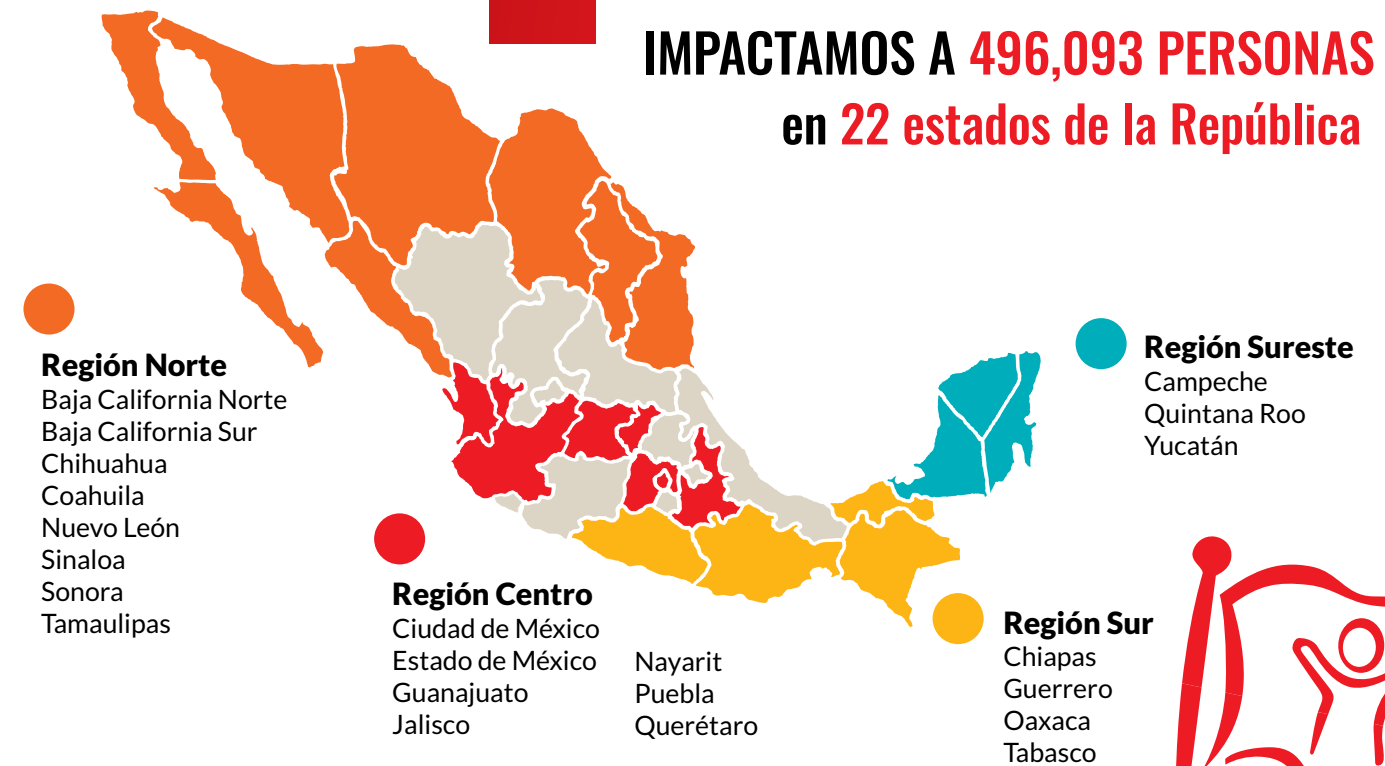 IMPACTAMOS A 496,093 PERSONAS
en 22 estados de la República
Región Norte
Baja California Norte
Baja California Sur
Chihuahua
Coahuila
Nuevo León
Sinaloa
Sonora
Tamaulipas
Región Centro
Ciudad de México
Estado de México
Guanajuato
Jalisco
Nayarit
Puebla
Querétaro
Región Sureste
Campeche
Quintana Roo
Yucatán
Región Sur
Chiapas
Guerrero
Oaxaca
Tabasco